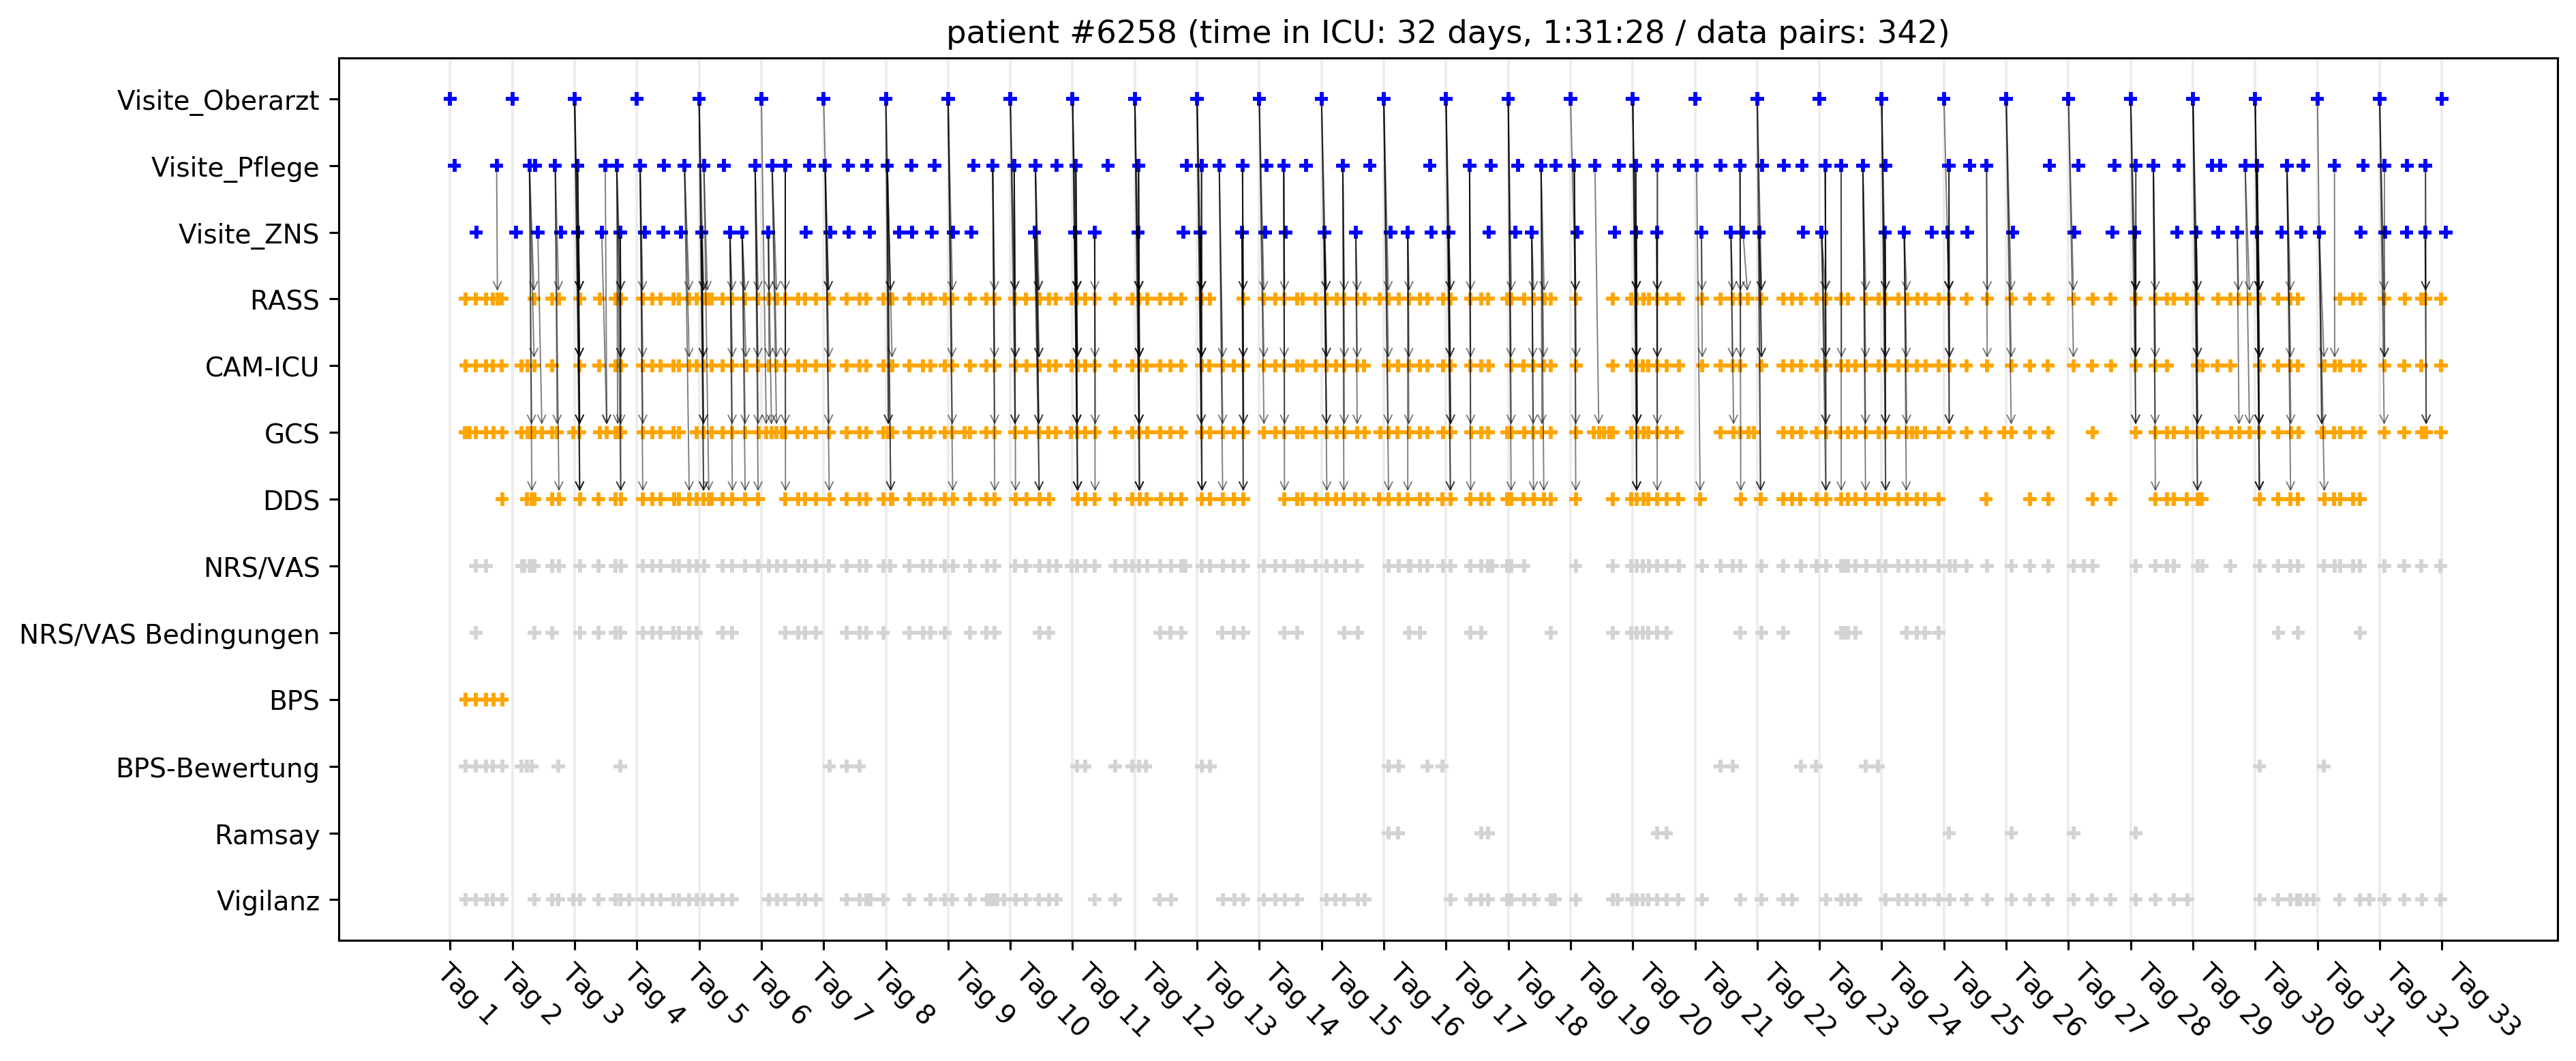 patient #6258 (time in ICU: 32 days, 1:31:28 / data pairs: 342)
Visite_Oberarzt
Visite_Pflege
Visite_ZNS
RASS
CAM-ICU
GCS
DDS
NRS/VAS
NRS/VAS Bedingungen
BPS
BPS-Bewertung
Ramsay
Vigilanz
Tag 1
Tag 2
Tag 3
Tag 4
Tag 5
Tag 6
Tag 7
Tag 8
Tag 9
Tag 10
Tag 11
Tag 12
Tag 13
Tag 14
Tag 15
Tag 16
Tag 17
Tag 18
Tag 19
Tag 20
Tag 21
Tag 22
Tag 23
Tag 24
Tag 25
Tag 26
Tag 27
Tag 28
Tag 29
Tag 30
Tag 31
Tag 32
Tag 33